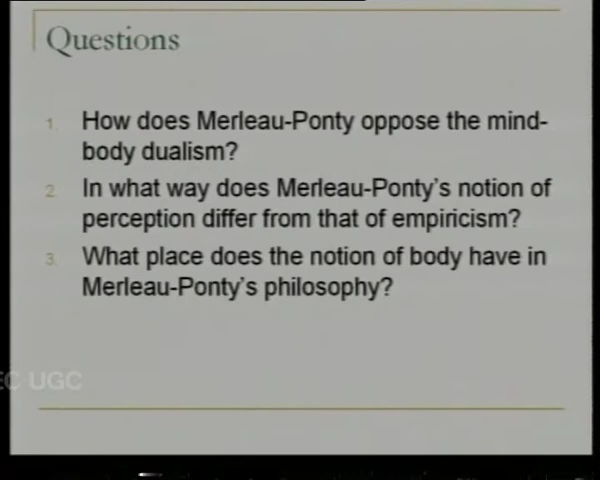 Questions
1. How does Merleau-Ponty oppose the mind-
body dualism?
2. In what way does Merleau-Ponty's notion of
perception differ from that of empiricism?
3. What place does the notion of body have in
Merleau-Ponty's philosophy?
EC UGC